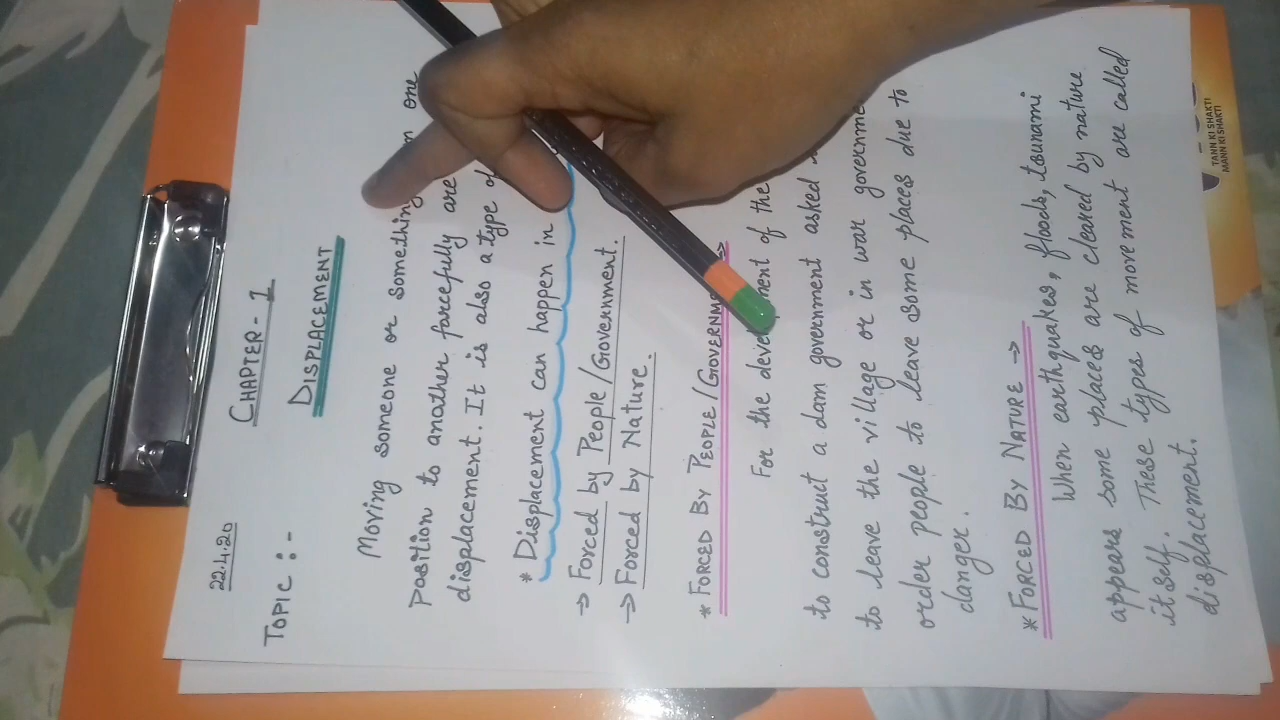 22.4.20
CHAPTER - 1
TOPIC :- DISPLACEMENT
Moving someone or something one
position to another farcefully are
displacement. It is also a type of
* Displacement can happen in
→ Forced by People/Government.
→ Forced by Nature.
* FORCED BY PEOPLE/GOVERNME →
For the deve ment of the
to construct a dam government asked
to leave the village or in war governme
order people to leave some places due to
danger.
* FORCED BY NATURE →
When earthquakes, floods, tsunami
appears some places are cleared by nature
itself. These types of movement are called
displacement.
TANN KI SHAKTI
MANN KI SHAKTI